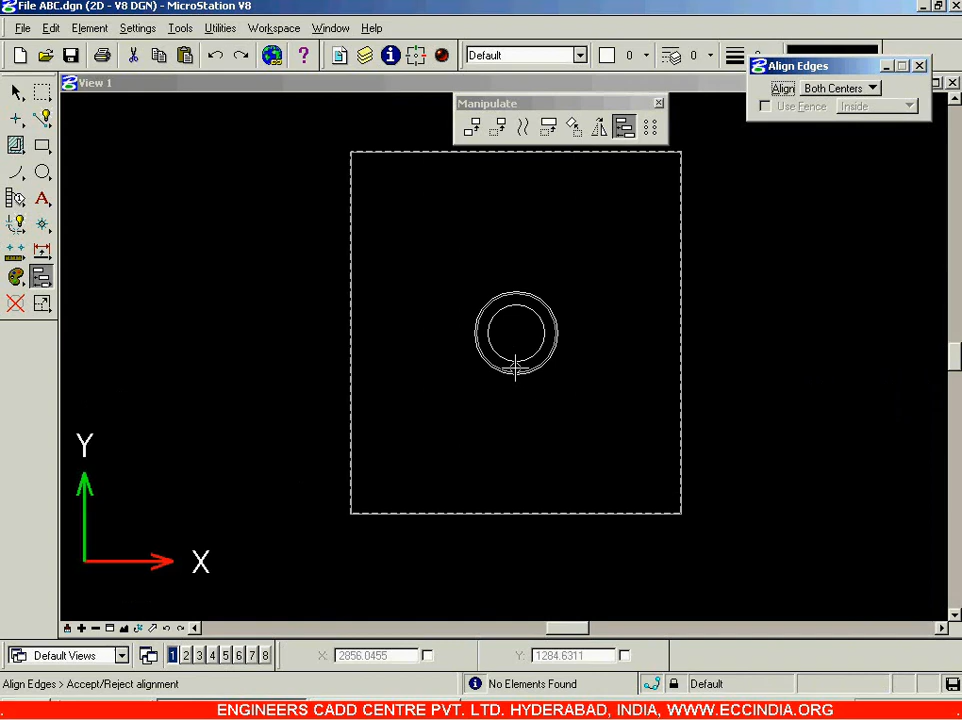 File ABC.dgn (2D - V8 DGN) - MicroStation V8
File Edit Element Settings Tools Utilities Workspace Window Help
Default 0 0
Align Edges
Align Both Centers
Use Fence Inside
View 1
Manipulate
Y
X
Default Views 1 2 3 4 5 6 7 8 X: 2856.0455 Y: 1284.6311
Align Edges > Accept/Reject alignment No Elements Found Default
ENGINEERS CADD CENTRE PVT. LTD. HYDERABAD, INDIA, WWW.ECCINDIA.ORG